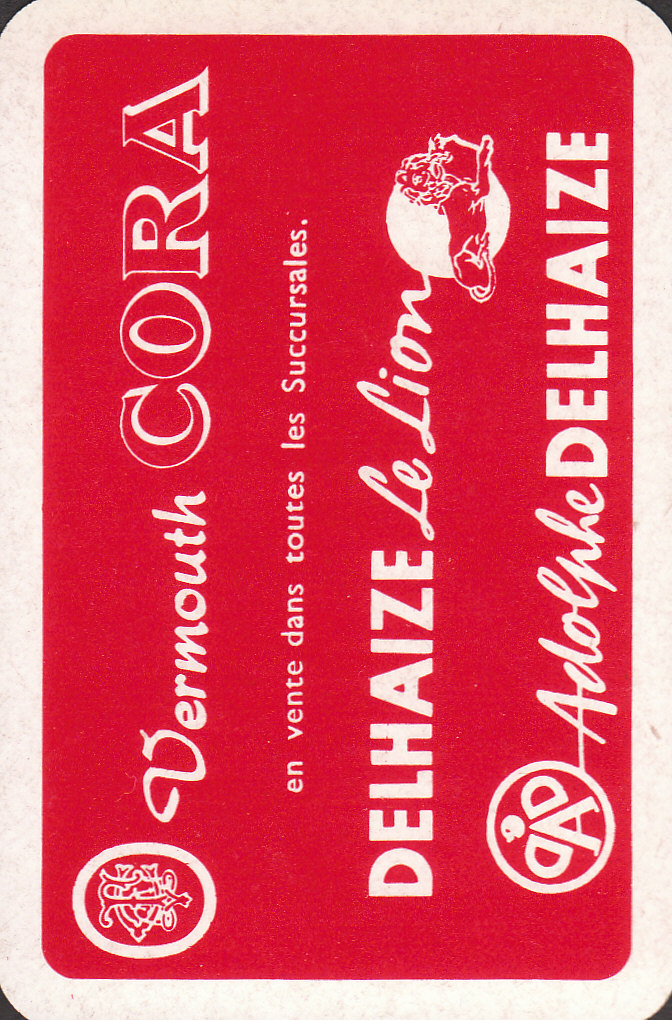 Vermouth CORA
en vente dans toutes les Succursales.
DELHAIZE Le Lion
Adolphe DELHAIZE